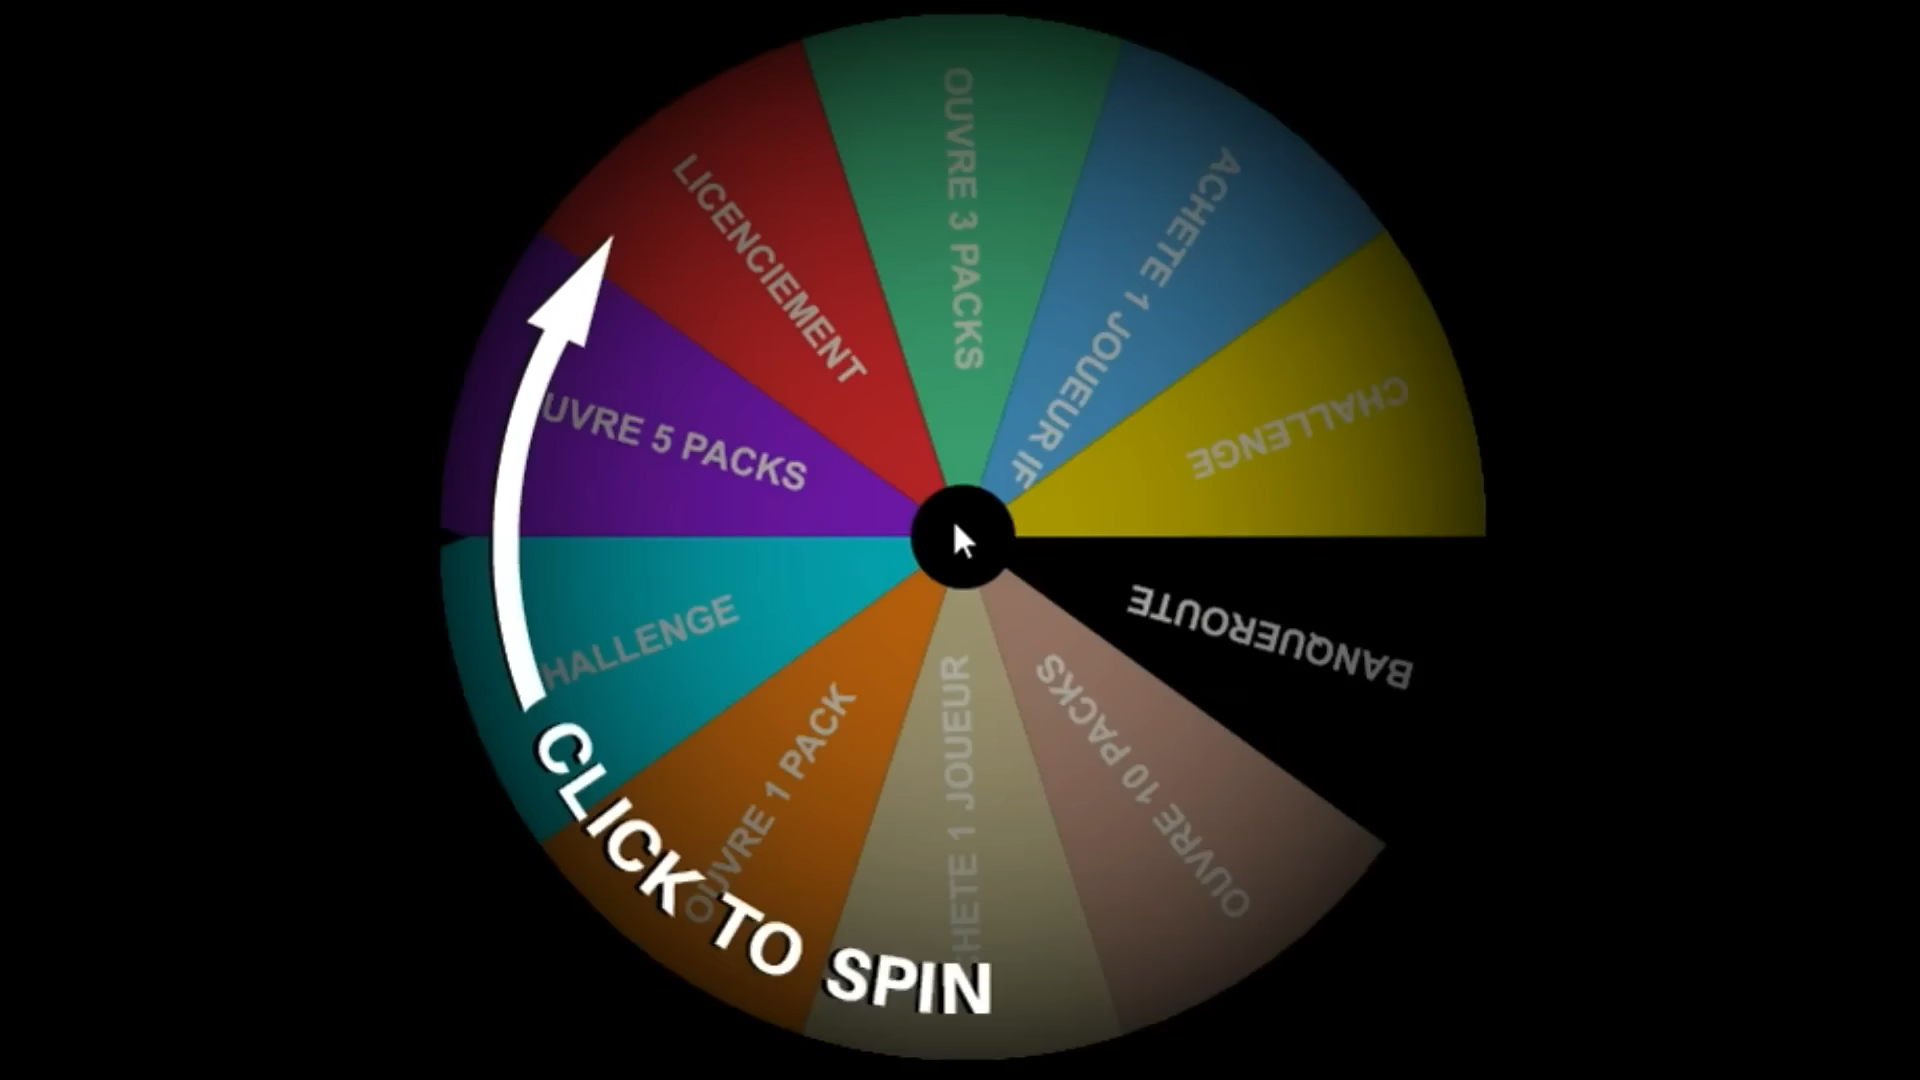 OUVRE 3 PACKS
ACHETE 1 JOUEUR IF
CHALLENGE
BANQUEROUTE
OUVRE 10 PACKS
HETE 1 JOUEUR
OUVRE 1 PACK
HALLENGE
UVRE 5 PACKS
LICENCIEMENT
CLICK TO SPIN